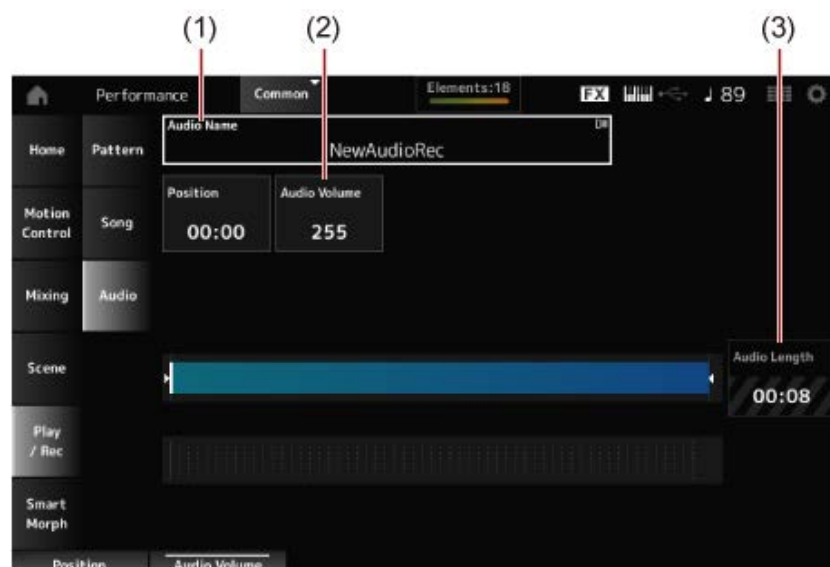 (1) (2) (3)
Performance Common Elements:18 FX 89
Home Pattern Audio Name
NewAudioRec
Motion Control Song Position Audio Volume
00:00 255
Mixing Audio
Scene Audio Length
00:08
Play / Rec
Smart Morph
Position Audio Volume